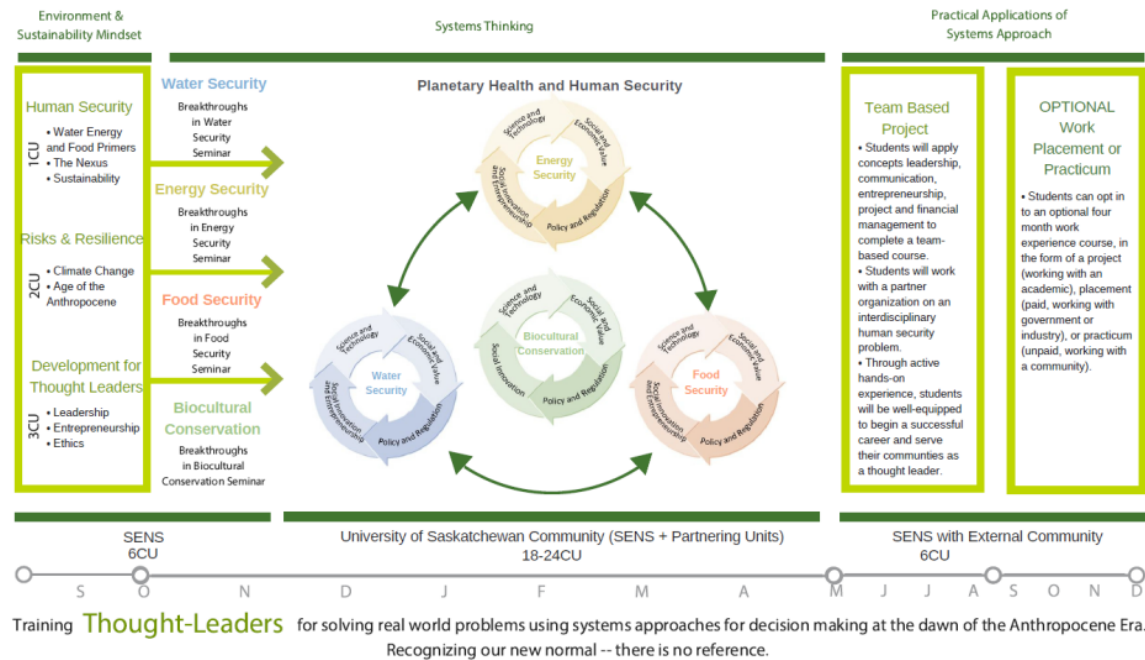 Environment &
Sustainability Mindset
Systems Thinking
Practical Applications of
Systems Approach
Human Security
• Water Energy
and Food Primers
• The Nexus
• Sustainability
1CU
Risks & Resilience
• Climate Change
• Age of the
Anthropocene
2CU
Development for
Thought Leaders
• Leadership
• Entrepreneurship
• Ethics
3CU
Water Security
Breakthroughs
in Water
Security
Seminar
Energy Security
Breakthroughs
in Energy
Security
Seminar
Food Security
Breakthroughs
in Food
Security
Seminar
Biocultural
Conservation
Breakthroughs
in Biocultural
Conservation Seminar
Planetary Health and Human Security
Science and
Technology
Social and
Economic Value
Energy
Security
Social Innovation
and Entrepreneurship
Policy and Regulation
Science and
Technology
Social and
Economic Value
Biocultural
Conservation
Social Innovation
Policy and Regulation
Science and
Technology
Social and
Economic Value
Water
Security
Social Innovation
and Entrepreneurship
Policy and Regulation
Science and
Technology
Social and
Economic Value
Food
Security
Social Innovation
and Entrepreneurship
Policy and Regulation
Team Based
Project
• Students will apply
concepts leadership,
communication,
entrepreneurship,
project and financial
management to
complete a team-
based course.
• Students will work
with a partner
organization on an
interdisciplinary
human security
problem.
• Through active
hands-on
experience, students
will be well-equipped
to begin a successful
career and serve
their communties as
a thought leader.
OPTIONAL
Work
Placement or
Practicum
• Students can opt in
to an optional four
month work
experience course, in
the form of a project
(working with an
academic), placement
(paid, working with
government or
industry), or practicum
(unpaid, working with
a community).
SENS
6CU
University of Saskatchewan Community (SENS + Partnering Units)
18-24CU
SENS with External Community
6CU
S O N D J F M A M J J A S O N D
Training Thought-Leaders for solving real world problems using systems approaches for decision making at the dawn of the Anthropocene Era.
Recognizing our new normal -- there is no reference.